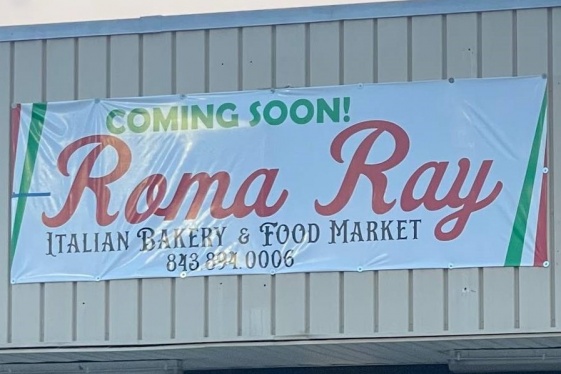 COMING SOON!
Roma Ray
ITALIAN BAKERY & FOOD MARKET
843.894.0006